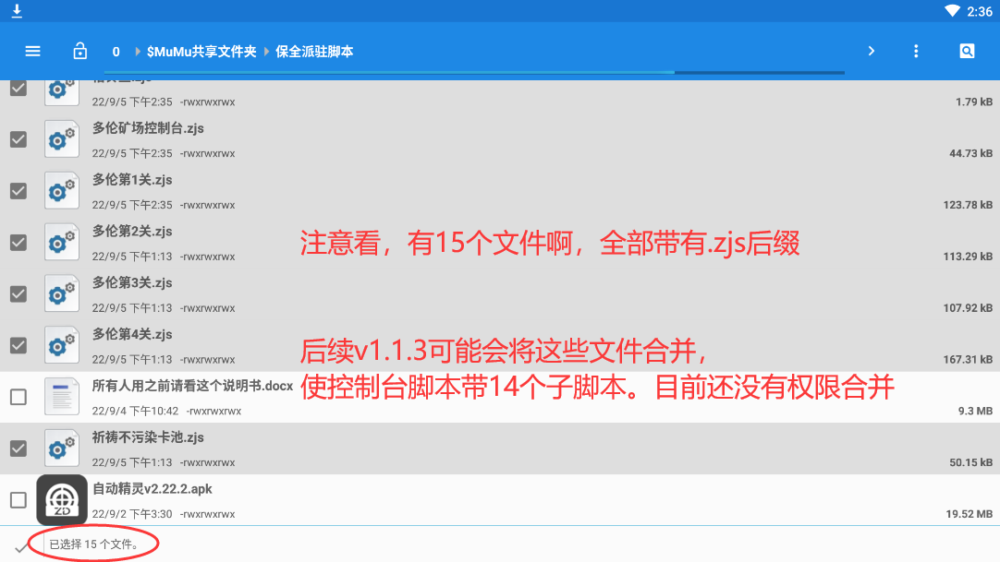 2:36
0
$MuMu共享文件夹
保全派驻脚本
22/9/5 下午2:35 -rwxrwxrwx
1.79 kB
多伦矿场控制台.zjs
22/9/5 下午2:35 -rwxrwxrwx
44.73 kB
多伦第1关.zjs
22/9/5 下午2:35 -rwxrwxrwx
123.78 kB
多伦第2关.zjs
22/9/5 下午1:13 -rwxrwxrwx
113.29 kB
注意看，有15个文件啊，全部带有.zjs后缀
多伦第3关.zjs
22/9/5 下午1:13 -rwxrwxrwx
107.92 kB
多伦第4关.zjs
22/9/5 下午1:13 -rwxrwxrwx
167.31 kB
后续v1.1.3可能会将这些文件合并，
使控制台脚本带14个子脚本。目前还没有权限合并
所有人用之前请看这个说明书.docx
22/9/4 下午10:42 -rwxrwxrwx
9.3 MB
祈祷不污染卡池.zjs
22/9/5 下午1:13 -rwxrwxrwx
50.15 kB
ZD
自动精灵v2.22.2.apk
22/9/2 下午3:30 -rwxrwxrwx
19.52 MB
已选择 15 个文件。